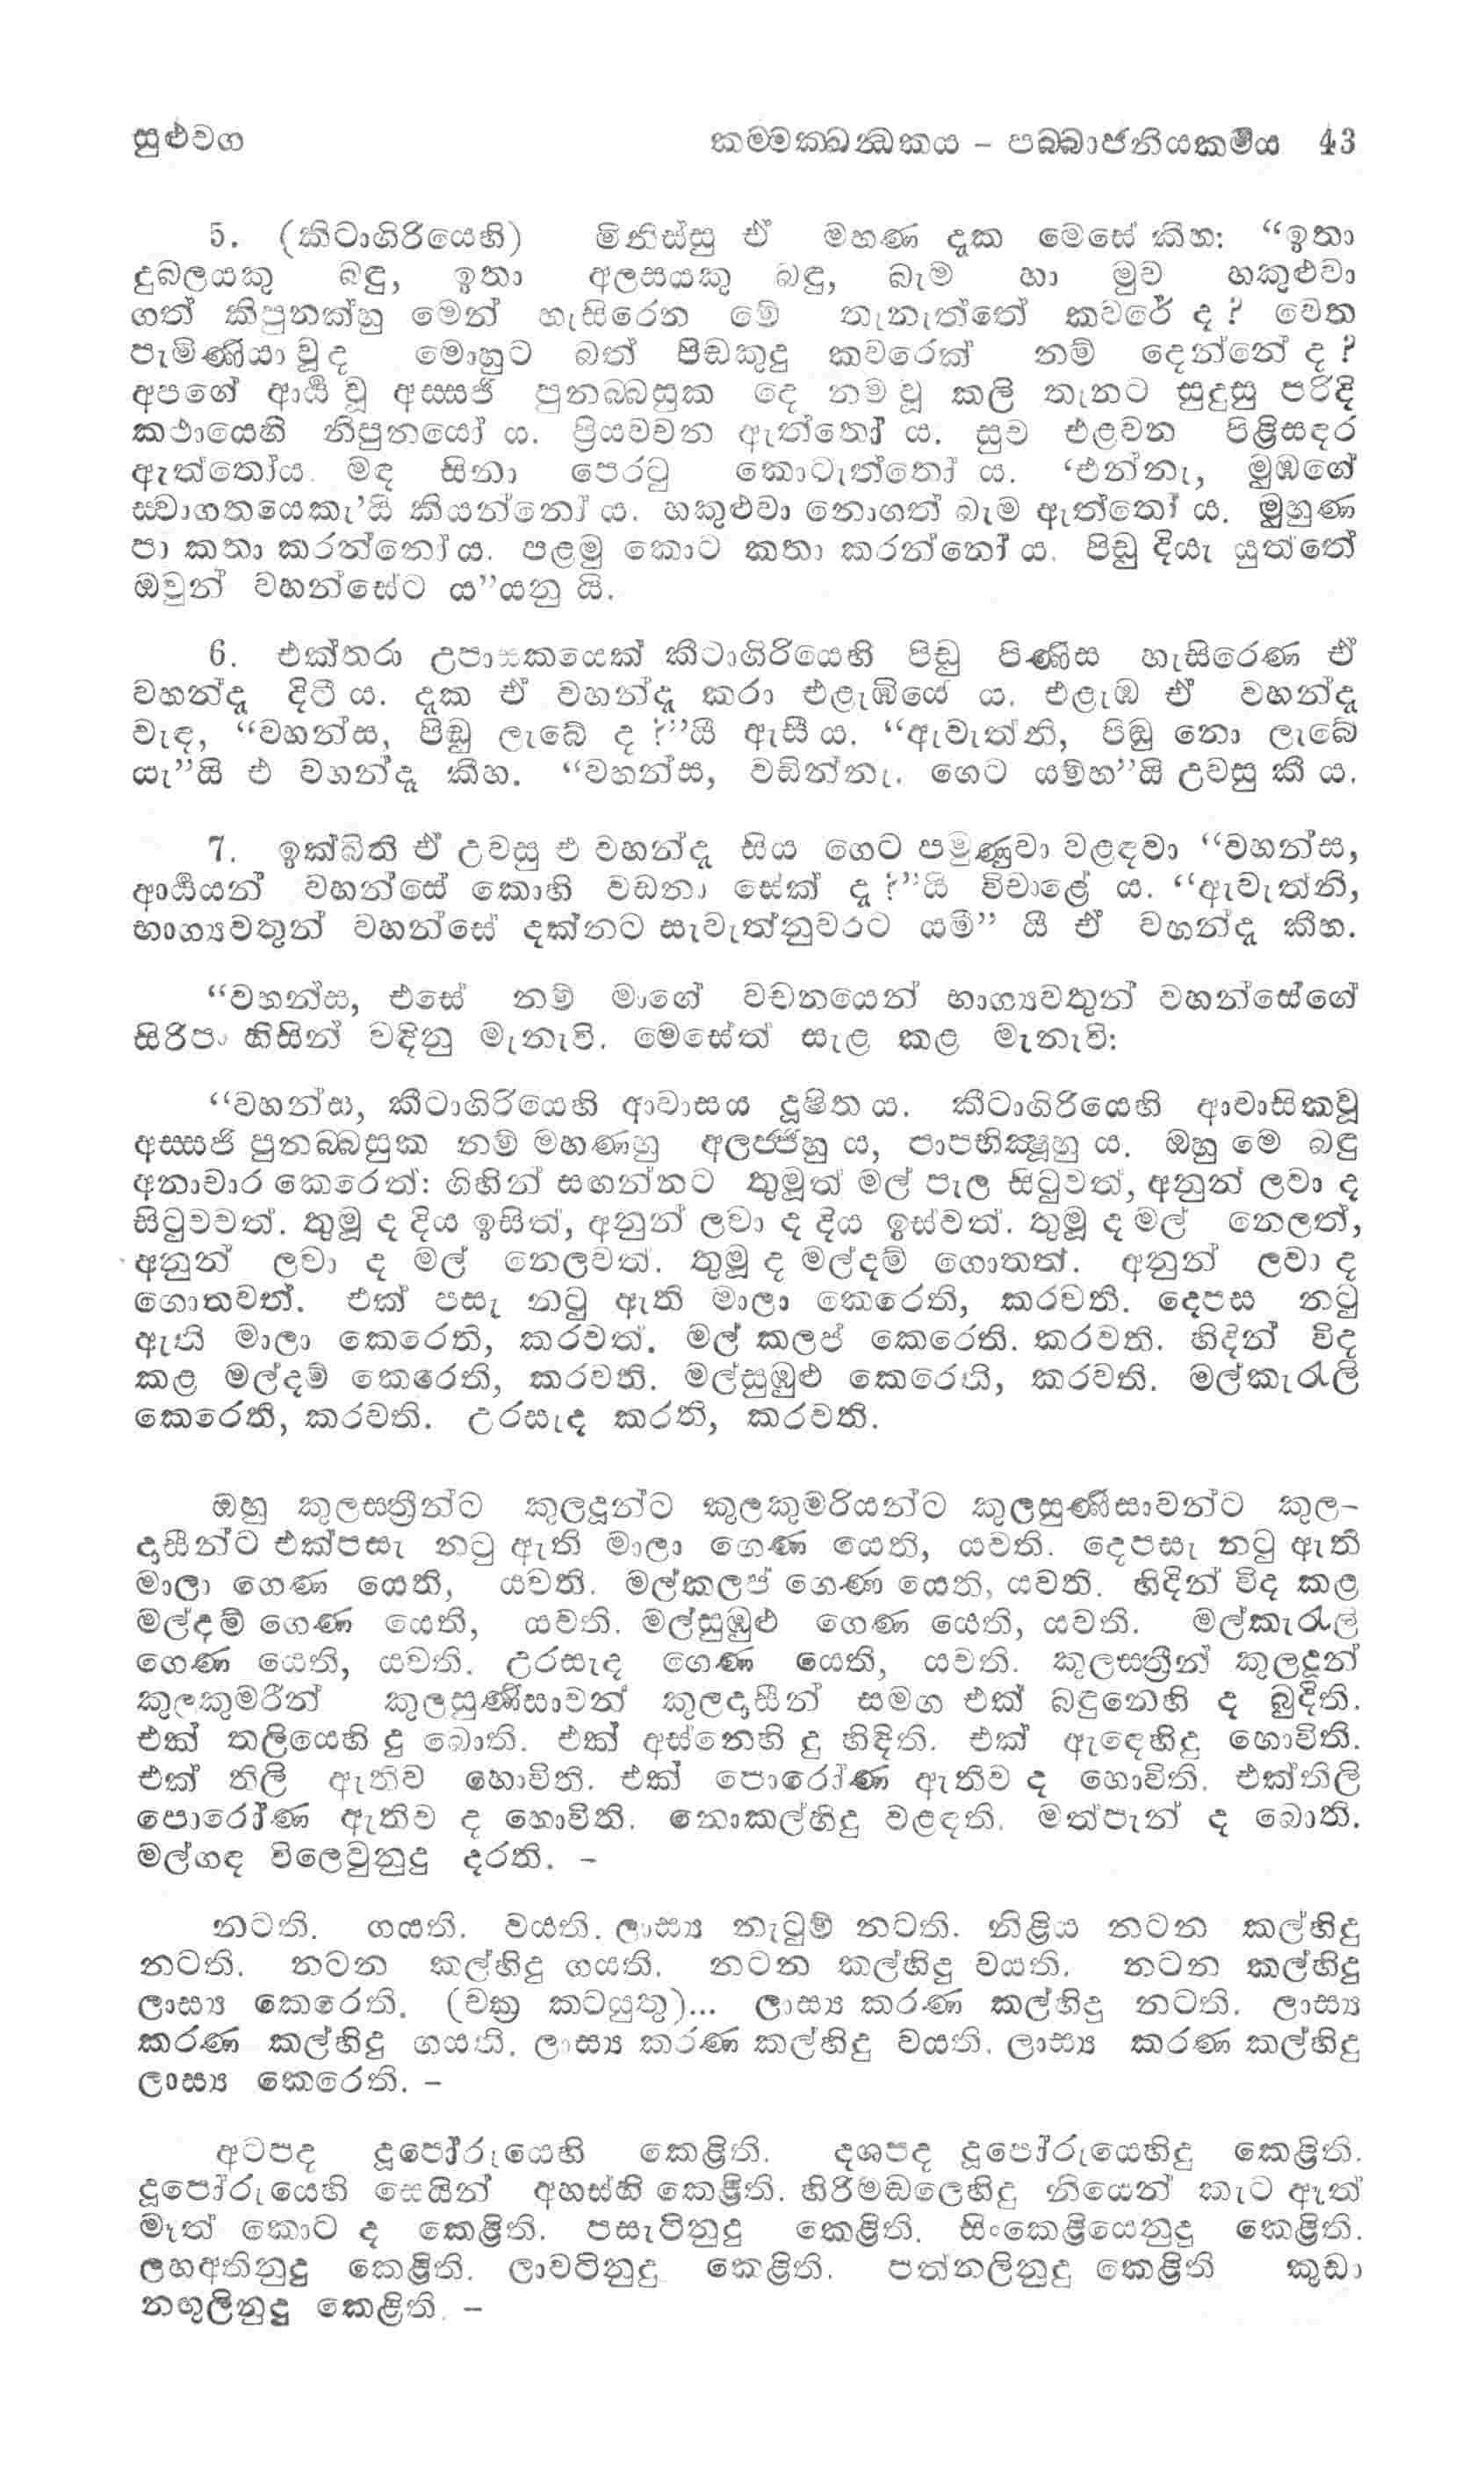 සුළුවග කම්මක්ඛන්ධකය – පබ්බාජනියකර්‍මය 43
5. (කිටාගිරියෙහි) මිනිස්සු ඒ මහණ දැක මෙසේ කීහ: “ඉතා
දුබලයකු බඳු, ඉතා අලසයකු බඳු, බැම හා මුව හකුළුවා
ගත් කිපුනක්හු මෙන් හැසිරෙන මේ තැනැත්තේ කවරේ ද? වෙත
පැමිණියා වූ ද මොහුට බත් පිඩකුදු කවරෙක් නම් දෙන්නේ ද?
අපගේ ආර්‍ය්‍ය වූ අස්සජි පුනබ්බසුක දෙ නම වූ කලි තැනට සුදුසු පරිදි
කථායෙහි නිපුනයෝ ය. ප්‍රියවචන ඇත්තෝ ය. සුව එළවන පිළිසඳර
ඇත්තෝය. මඳ සිනා පෙරටු කොටැත්තෝ ය. ‘එන්නැ, මුඹගේ
ස්වාගතයෙකැ’යි කියන්නෝ ය. හකුළුවා නොගත් බැම ඇත්තෝ ය. මුහුණ
පා කතා කරන්නෝ ය. පළමු කොට කතා කරන්නෝ ය. පිඬු දියැ යුත්තේ
ඔවුන් වහන්සේට ය”යනු යි.
6. එක්තරා උපාසකයෙක් කීටාගිරියෙහි පිඬු පිණිස හැසිරෙණ ඒ
වහන්දෑ දිටී ය. දැක ඒ වහන්දෑ කරා එළැඹියේ ය. එළැඹ ඒ වහන්දෑ
වැඳ, “වහන්ස, පිඬු ලැබේ ද?”යි ඇසී ය. “ඇවැත්නි, පිඬු නො ලැබේ
යැ”යි එ වහන්දෑ කීහ. “වහන්ස, වඩින්නැ. ගෙට යම්හ”යි උවසු කී ය.
7. ඉක්බිති ඒ උවසු එ වහන්දෑ සිය ගෙට පමුණුවා වළඳවා “වහන්ස,
ආර්‍ය්‍යයන් වහන්සේ කොහි වඩනා සේක් දැ?”යි විචාළේ ය. “ඇවැත්නි,
භාග්‍යවතුන් වහන්සේ දක්නට සැවැත්නුවරට යමි” යි ඒ වහන්දෑ කීහ.
“වහන්ස, එසේ නම් මාගේ වචනයෙන් භාග්‍යවතුන් වහන්සේගේ
සිරිපා හිසින් වඳිනු මැනැවි. මෙසේත් සැළ කළ මැනැවි:
“වහන්ස, කීටාගිරියෙහි ආවාසය දූෂිත ය. කීටාගිරියෙහි ආවාසිකවූ
අස්සජි පුනබ්බසුක නම් මහණහු අලජ්ජීහු ය, පාපභික්‍ෂූහු ය. ඔහු මෙ බඳු
අනාචාර කෙරෙත්: ගිහින් සඟන්නට තුමූත් මල් පැල සිටුවත්, අනුන් ලවා ද
සිටුවවත්. තුමූ ද දිය ඉසිත්, අනුන් ලවා ද දිය ඉස්වත්. තුමූ ද මල් නෙලත්,
අනුන් ලවා ද මල් නෙලවත්. තුමූ ද මල්දම් ගොතත්. අනුන් ලවා ද
ගොතවත්. එක් පසැ නටු ඇති මාලා කෙරෙති, කරවති. දෙපස නටු
ඇති මාලා කෙරෙති, කරවත්. මල් කලප් කෙරෙති. කරවති. හිදින් විද
කළ මල්දම් කෙරෙති, කරවති. මල්සුඹුළු කෙරෙති, කරවති. මල්කැරැලි
කෙරෙති, කරවති. උරසැද කරති, කරවති.
ඔහු කුලස්ත්‍රීන්ට කුලදූන්ට කුලකුමරියන්ට කුලසුණිසාවන්ට කුල-
දාසීන්ට එක්පසැ නටු ඇති මාලා ගෙණ යෙති, යවති. දෙපසැ නටු ඇති
මාලා ගෙණ යෙති, යවති. මල්කලප් ගෙණ යෙති, යවති. හිදින් විද කළ
මල්දම් ගෙණ යෙති, යවති. මල්සුඹුළු ගෙණ යෙති, යවති. මල්කැරැලි
ගෙණ යෙති, යවති. උරසැද ගෙණ යෙති, යවති. කුලස්ත්‍රීන් කුලදූන්
කුලකුමරීන් කුලසුණිසාවන් කුලදාසීන් සමග එක් බඳුනෙහි ද බුදිති.
එක් තලියෙහි දු බොති. එක් අස්නෙහි දු හිඳිති. එක් ඇඳෙහිදු හොවිති.
එක් තිලි ඇතිව හොවිති. එක් පොරෝණ ඇතිව ද හොවිති. එක්තිලි
පොරෝණ ඇතිව ද හොවිති. නොකල්හිදු වළඳති. මත්පැන් ද බොති.
මල්ගඳ විලෙවුනුදු දරති. –
නටති. ගයති. වයති. ලාස්‍ය නැටුම් නටති. නිළිය නටන කල්හිදු
නටති. නටන කල්හිදු ගයති. නටන කල්හිදු වයති. නටන කල්හිදු
ලාස්‍ය කෙරෙති. (චක්‍ර කටයුතු)... ලාස්‍ය කරණ කල්හිදු නටති. ලාස්‍ය
කරණ කල්හිදු ගයති. ලාස්‍ය කරණ කල්හිදු වයති. ලාස්‍ය කරණ කල්හිදු
ලාස්‍ය කෙරෙති. –
අටපද දූපෝරුයෙහි කෙළිති. දශපද දූපෝරුයෙහිදු කෙළිති.
දූපෝරුයෙහි සෙයින් අහස්හි කෙළිති. හිරිමඬලෙහිදු නියෙන් කැට ඇත්
මෑත් කොට ද කෙළිති. පසැටිනුදු කෙළිති. සිංකෙළියෙනුදු කෙළිති.
ලහඅතිනුදු කෙළිති. ලාවටිනුදු කෙළිති. පත්නලිනුදු කෙළිති කුඩා
නඟුලිනුදු කෙළිති. –